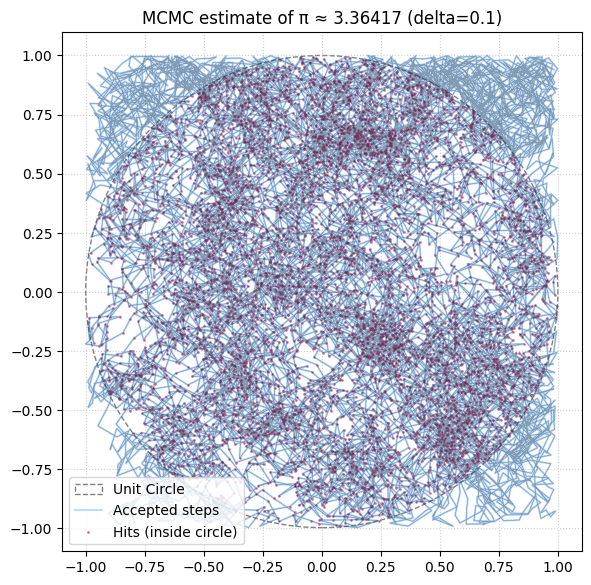 MCMC estimate of π ≈ 3.36417 (delta=0.1)
1.00
0.75
0.50
0.25
0.00
−0.25
−0.50
−0.75
−1.00
Unit Circle
Accepted steps
Hits (inside circle)
−1.00 −0.75 −0.50 −0.25 0.00 0.25 0.50 0.75 1.00